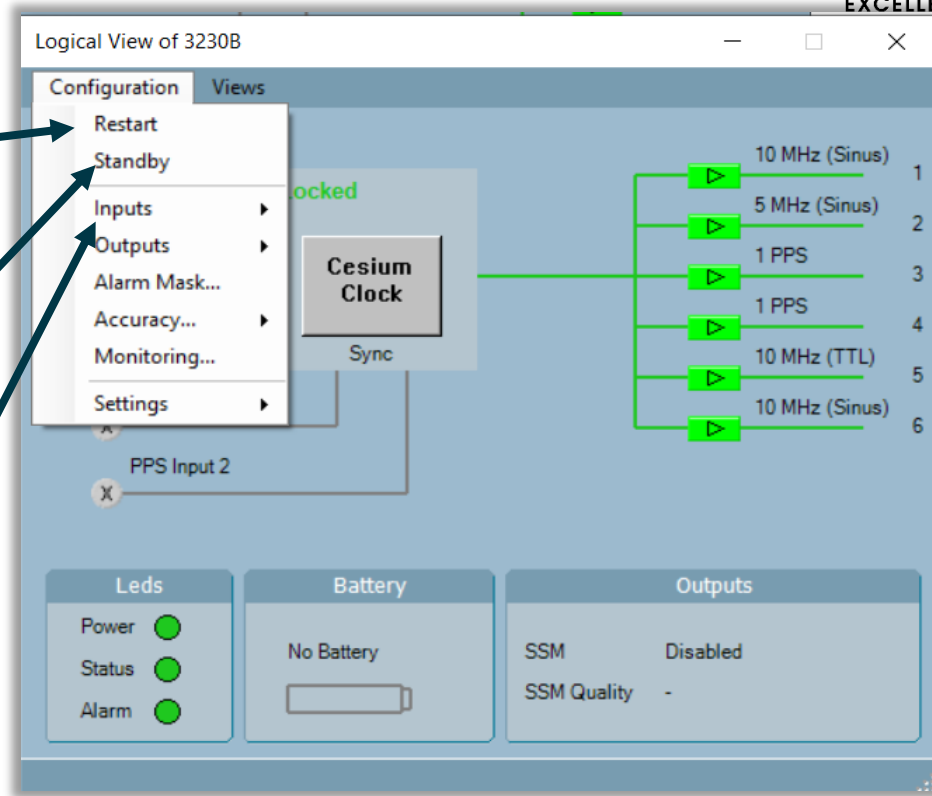 EXCELLE
Logical View of 3230B
Configuration Views
Restart
Standby
Inputs
Outputs
Alarm Mask...
Accuracy...
Monitoring...
Settings
ocked
Cesium
Clock
Sync
PPS Input 2
10 MHz (Sinus) 1
5 MHz (Sinus) 2
1 PPS 3
1 PPS 4
10 MHz (TTL) 5
10 MHz (Sinus) 6
Leds
Power
Status
Alarm
Battery
No Battery
Outputs
SSM Disabled
SSM Quality -